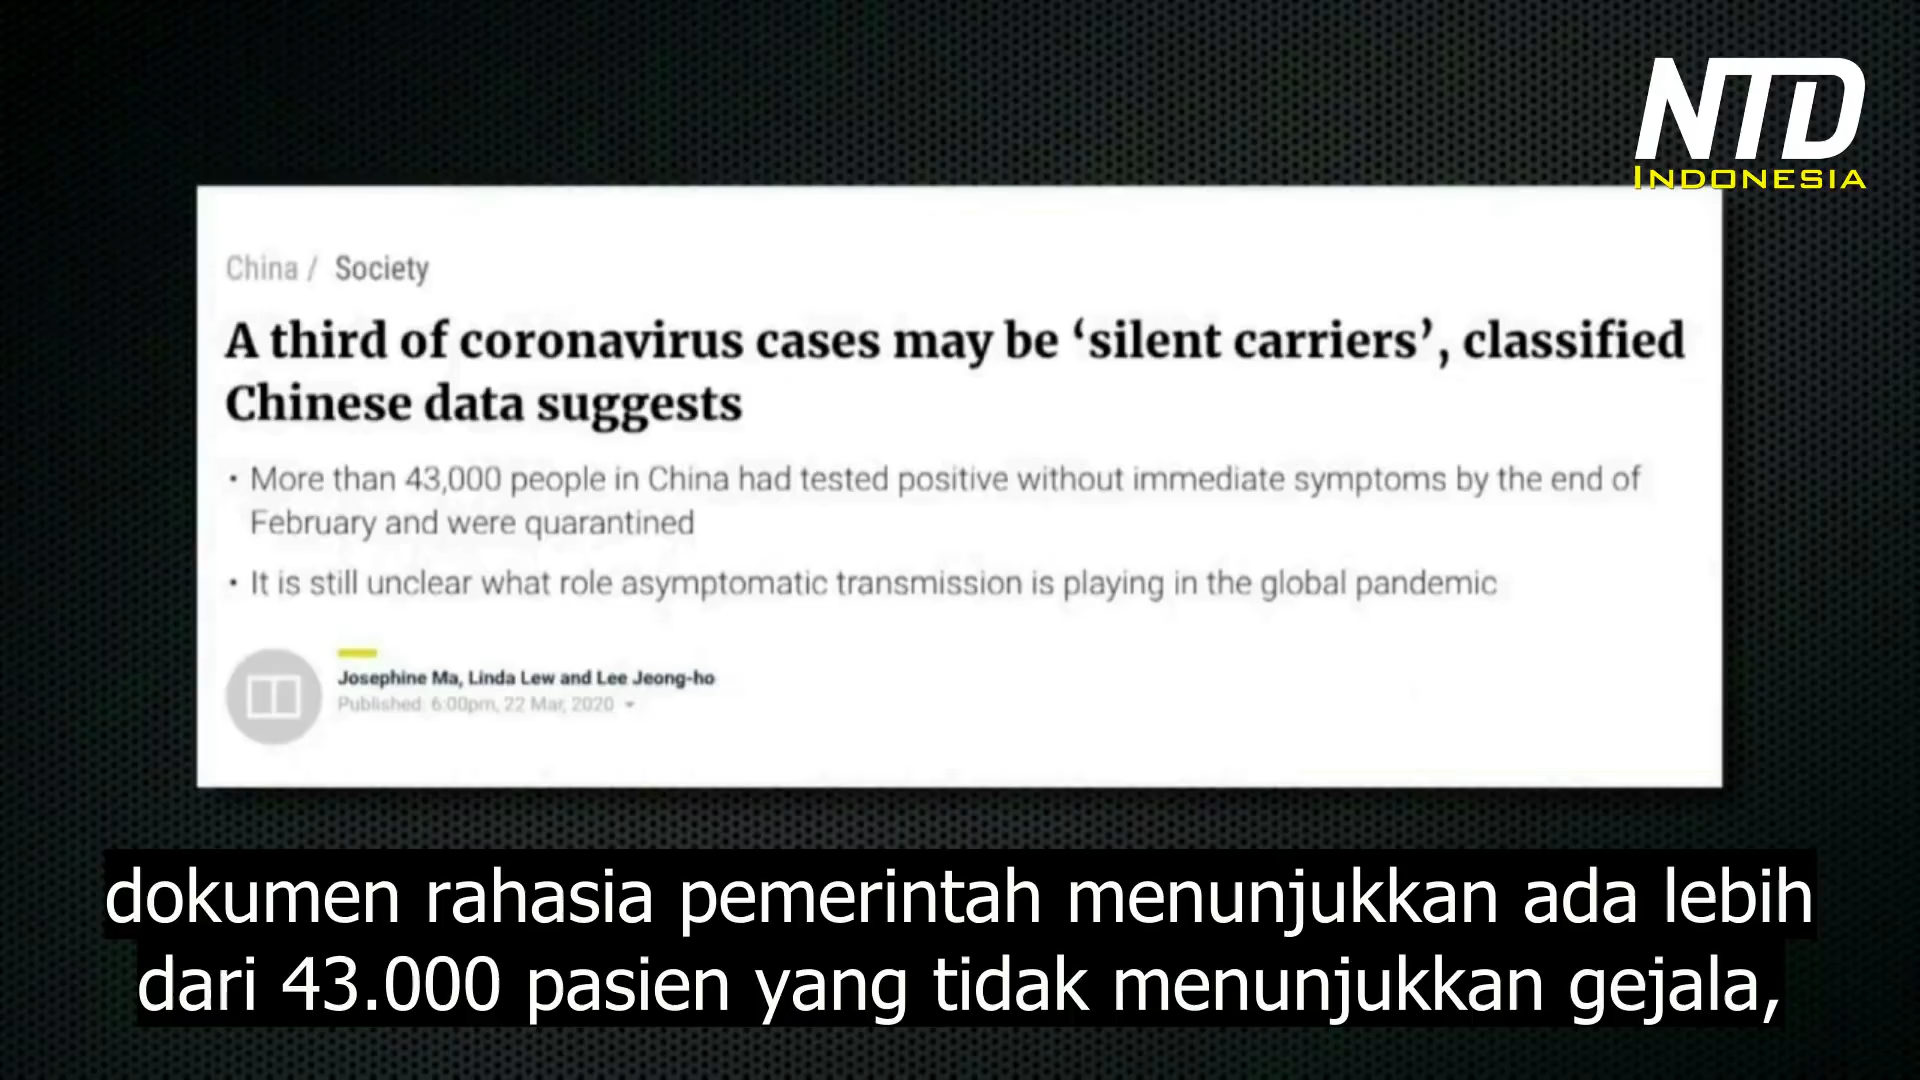 NTD
INDONESIA
China / Society
A third of coronavirus cases may be ‘silent carriers’, classified
Chinese data suggests
• More than 43,000 people in China had tested positive without immediate symptoms by the end of
February and were quarantined
• It is still unclear what role asymptomatic transmission is playing in the global pandemic
Josephine Ma, Linda Lew and Lee Jeong-ho
Published: 6:00pm, 22 Mar, 2020
dokumen rahasia pemerintah menunjukkan ada lebih
dari 43.000 pasien yang tidak menunjukkan gejala,